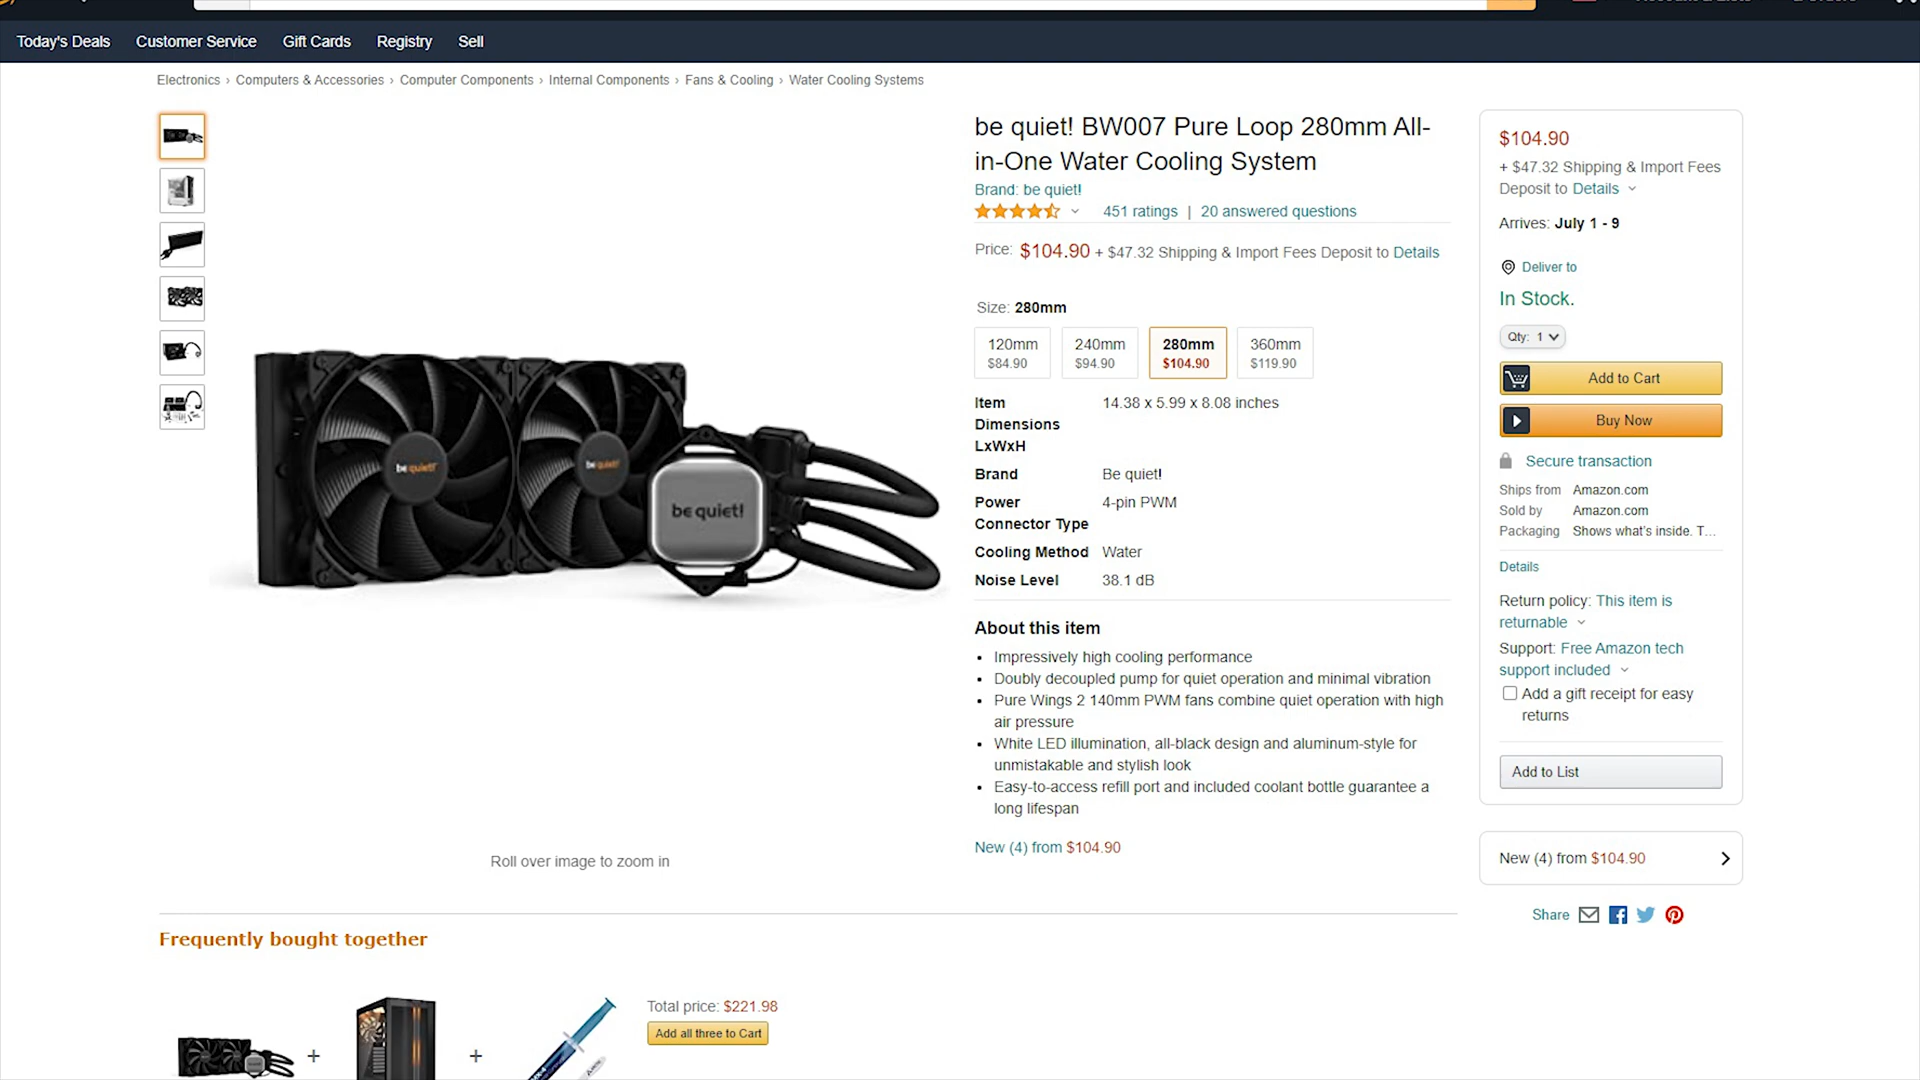 Today's Deals Customer Service Gift Cards Registry Sell
Electronics › Computers & Accessories › Computer Components › Internal Components › Fans & Cooling › Water Cooling Systems
be quiet! BW007 Pure Loop 280mm All-
in-One Water Cooling System
Brand: be quiet!
451 ratings | 20 answered questions
Price: $104.90 + $47.32 Shipping & Import Fees Deposit to Details
Size: 280mm
120mm
$84.90
240mm
$94.90
280mm
$104.90
360mm
$119.90
Item
Dimensions
LxWxH
14.38 x 5.99 x 8.08 inches
Brand Be quiet!
Power
Connector Type
4-pin PWM
Cooling Method Water
Noise Level 38.1 dB
About this item
• Impressively high cooling performance
• Doubly decoupled pump for quiet operation and minimal vibration
• Pure Wings 2 140mm PWM fans combine quiet operation with high
air pressure
• White LED illumination, all-black design and aluminum-style for
unmistakable and stylish look
• Easy-to-access refill port and included coolant bottle guarantee a
long lifespan
New (4) from $104.90
be quiet!
be quiet!
be quiet!
Roll over image to zoom in
$104.90
+ $47.32 Shipping & Import Fees
Deposit to Details
Arrives: July 1 - 9
Deliver to
In Stock.
Qty: 1
Add to Cart
Buy Now
Secure transaction
Ships from Amazon.com
Sold by Amazon.com
Packaging Shows what's inside. T...
Details
Return policy: This item is
returnable
Support: Free Amazon tech
support included
Add a gift receipt for easy
returns
Add to List
New (4) from $104.90
Share
Frequently bought together
+
+
Total price: $221.98
Add all three to Cart